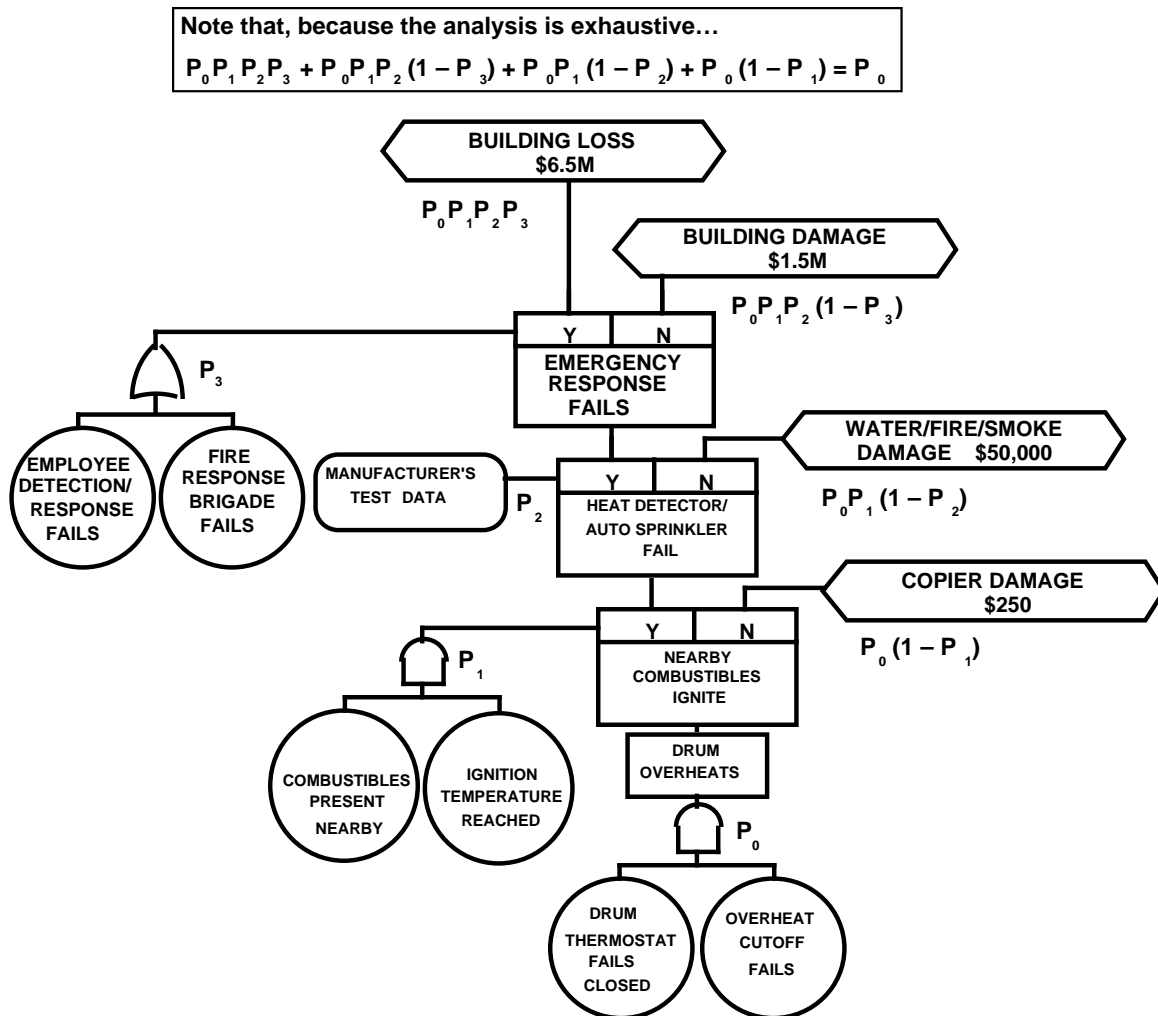 Note that, because the analysis is exhaustive…
P₀P₁P₂P₃ + P₀P₁P₂ (1 – P₃) + P₀P₁ (1 – P₂) + P₀ (1 – P₁) = P₀
BUILDING LOSS
$6.5M
P₀P₁P₂P₃
BUILDING DAMAGE
$1.5M
P₀P₁P₂ (1 – P₃)
Y
N
EMERGENCY
RESPONSE
FAILS
P₃
EMPLOYEE
DETECTION/
RESPONSE
FAILS
FIRE
RESPONSE
BRIGADE
FAILS
WATER/FIRE/SMOKE
DAMAGE $50,000
P₀P₁ (1 – P₂)
MANUFACTURER'S
TEST DATA
P₂
Y
N
HEAT DETECTOR/
AUTO SPRINKLER
FAIL
COPIER DAMAGE
$250
P₀ (1 – P₁)
Y
N
NEARBY
COMBUSTIBLES
IGNITE
P₁
COMBUSTIBLES
PRESENT
NEARBY
IGNITION
TEMPERATURE
REACHED
DRUM
OVERHEATS
P₀
DRUM
THERMOSTAT
FAILS
CLOSED
OVERHEAT
CUTOFF
FAILS